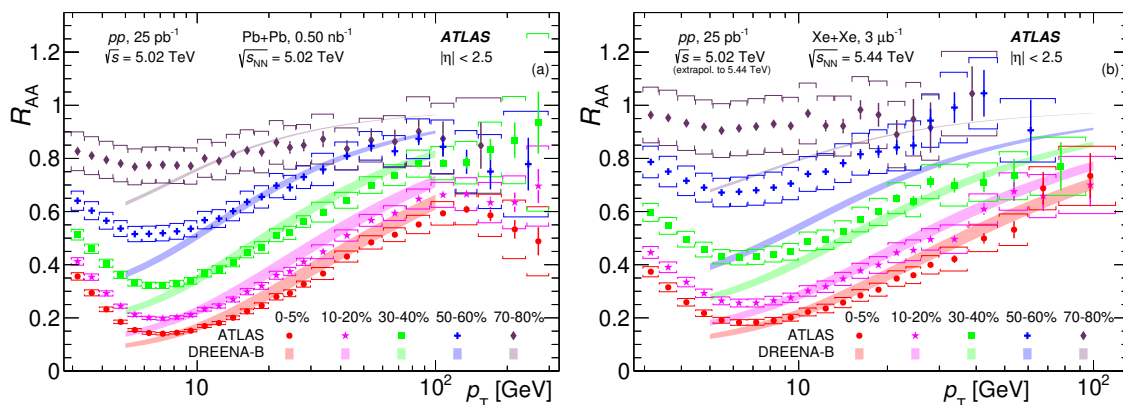 pp, 25 pb⁻¹ Pb+Pb, 0.50 nb⁻¹ ATLAS
√s = 5.02 TeV √sNN = 5.02 TeV |η| < 2.5
(a)
RAA
1.2
1
0.8
0.6
0.4
0.2
0
0-5% 10-20% 30-40% 50-60% 70-80%
ATLAS
DREENA-B
10 10²
pT [GeV]
pp, 25 pb⁻¹ Xe+Xe, 3 μb⁻¹ ATLAS
√s = 5.02 TeV √sNN = 5.44 TeV |η| < 2.5
(extrapol. to 5.44 TeV)
(b)
RAA
1.2
1
0.8
0.6
0.4
0.2
0
0-5% 10-20% 30-40% 50-60% 70-80%
ATLAS
DREENA-B
10 10²
pT [GeV]